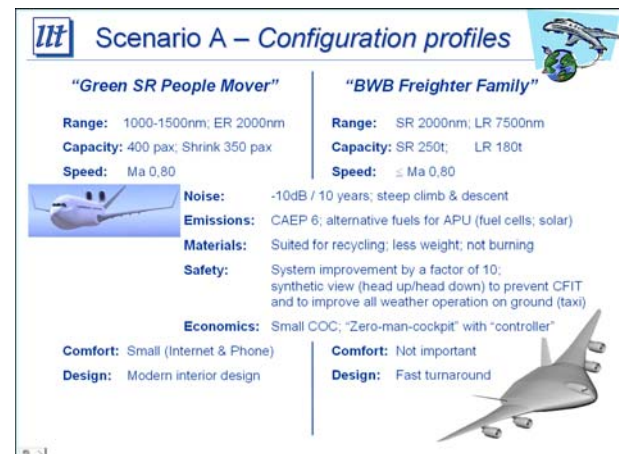 llt
Scenario A – Configuration profiles
"Green SR People Mover"
Range: 1000-1500nm; ER 2000nm
Capacity: 400 pax; Shrink 350 pax
Speed: Ma 0,80
"BWB Freighter Family"
Range: SR 2000nm; LR 7500nm
Capacity: SR 250t; LR 180t
Speed: ≤ Ma 0,80
Noise: -10dB / 10 years; steep climb & descent
Emissions: CAEP 6; alternative fuels for APU (fuel cells; solar)
Materials: Suited for recycling; less weight; not burning
Safety: System improvement by a factor of 10;
synthetic view (head up/head down) to prevent CFIT
and to improve all weather operation on ground (taxi)
Economics: Small COC; "Zero-man-cockpit" with "controller"
Comfort: Small (Internet & Phone)
Design: Modern interior design
Comfort: Not important
Design: Fast turnaround